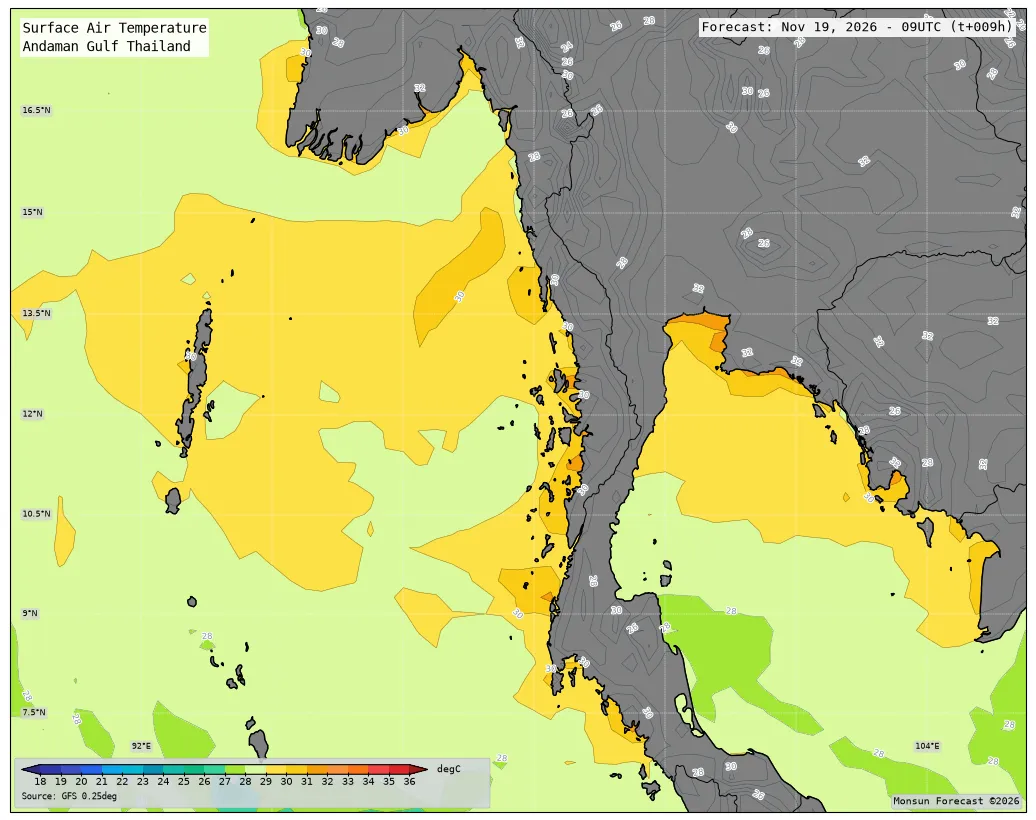 Surface Air Temperature
Andaman Gulf Thailand
Forecast: Nov 19, 2026 - 09UTC (t+009h)
16.5°N
15°N
13.5°N
12°N
10.5°N
9°N
7.5°N
92°E
104°E
18 19 20 21 22 23 24 25 26 27 28 29 30 31 32 33 34 35 36 degC
Source: GFS 0.25deg
Monsun Forecast ©2026